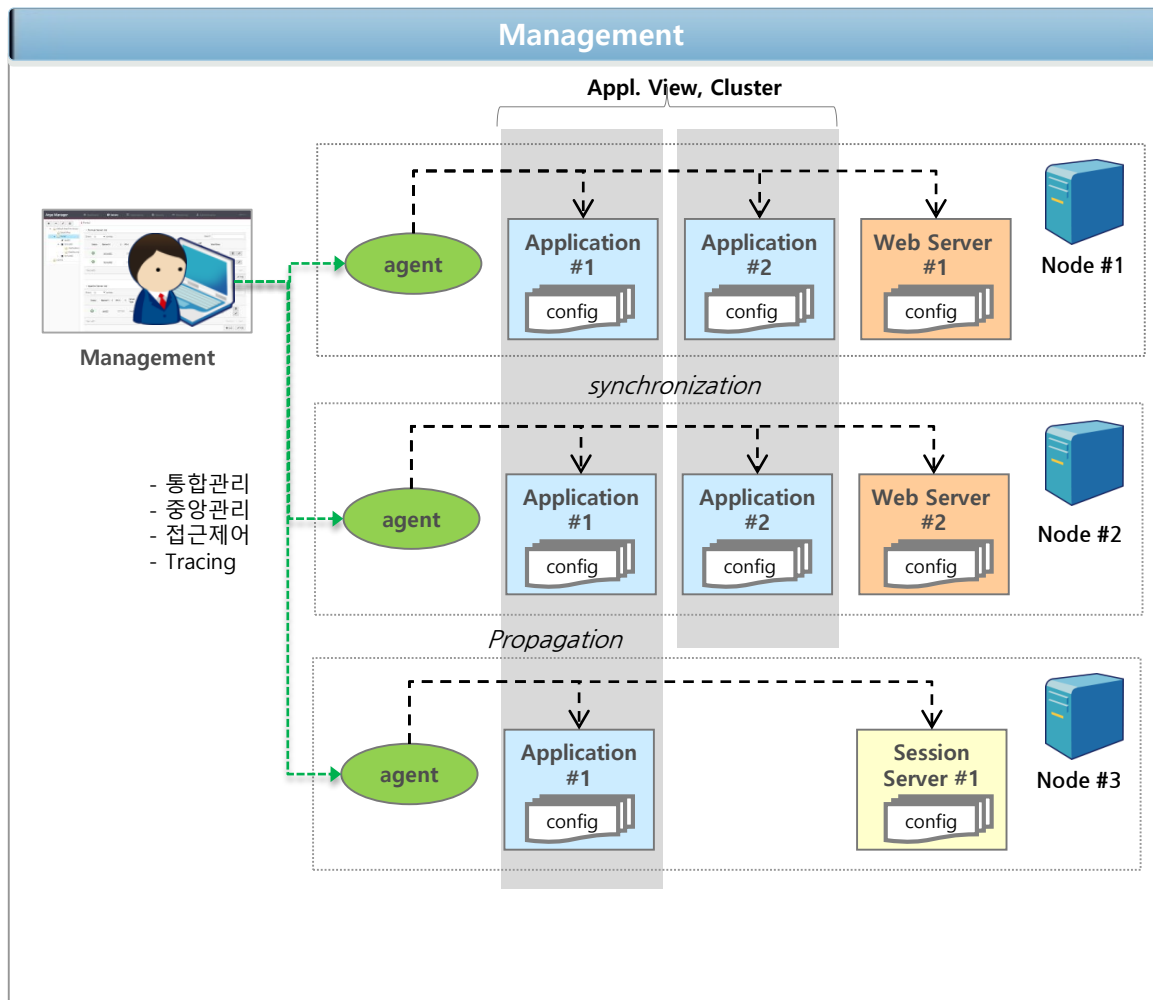 Management
Appl. View, Cluster
agent
Application
#1
config
Application
#2
config
Web Server
#1
config
Node #1
Management
synchronization
- 통합관리
- 중앙관리
- 접근제어
- Tracing
agent
Application
#1
config
Application
#2
config
Web Server
#2
config
Node #2
Propagation
agent
Application
#1
config
Session
Server #1
config
Node #3